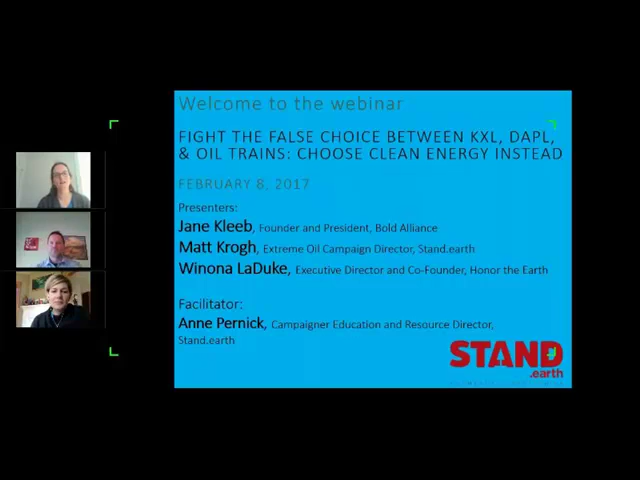 Welcome to the webinar
FIGHT THE FALSE CHOICE BETWEEN KXL, DAPL,
& OIL TRAINS: CHOOSE CLEAN ENERGY INSTEAD
FEBRUARY 8, 2017
Presenters:
Jane Kleeb, Founder and President, Bold Alliance
Matt Krogh, Extreme Oil Campaign Director, Stand.earth
Winona LaDuke, Executive Director and Co-Founder, Honor the Earth
Facilitator:
Anne Pernick, Campaigner Education and Resource Director,
Stand.earth
STAND
.earth